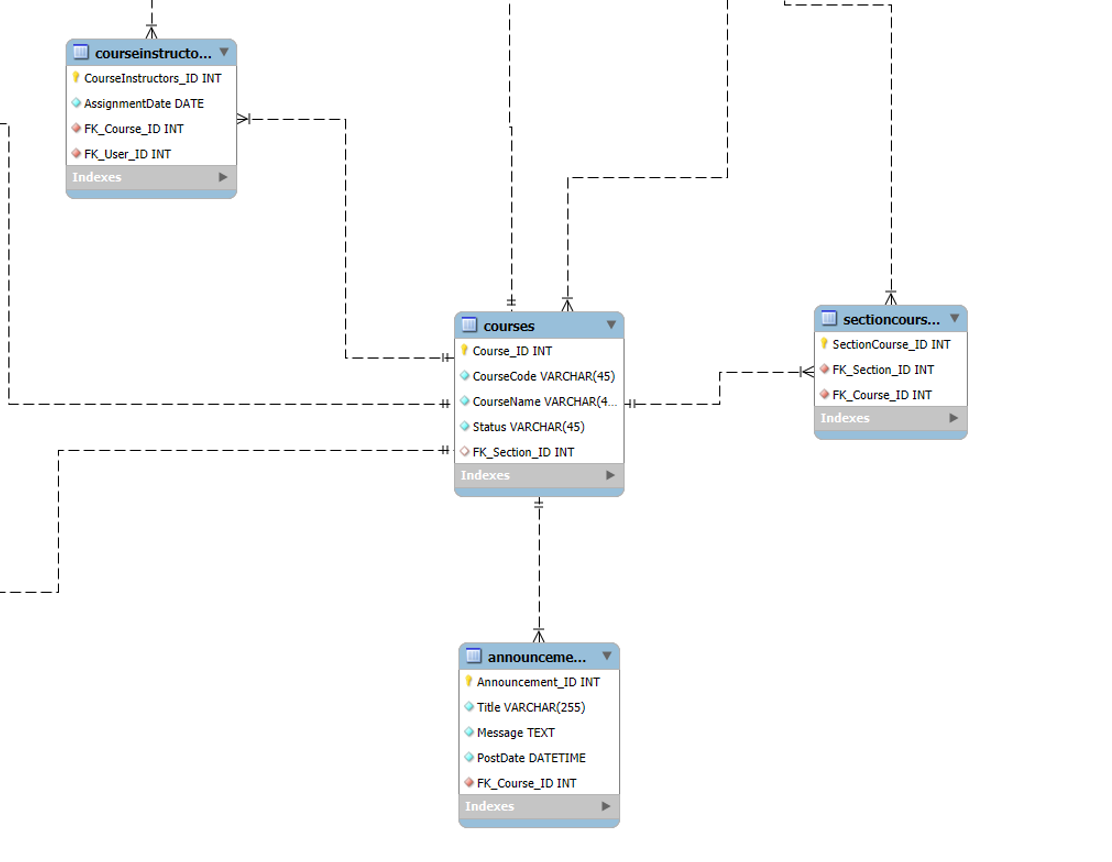 courseinstructo...
CourseInstructors_ID INT
AssignmentDate DATE
FK_Course_ID INT
FK_User_ID INT
Indexes
courses
Course_ID INT
CourseCode VARCHAR(45)
CourseName VARCHAR(4...
Status VARCHAR(45)
FK_Section_ID INT
Indexes
sectioncours...
SectionCourse_ID INT
FK_Section_ID INT
FK_Course_ID INT
Indexes
announceme...
Announcement_ID INT
Title VARCHAR(255)
Message TEXT
PostDate DATETIME
FK_Course_ID INT
Indexes